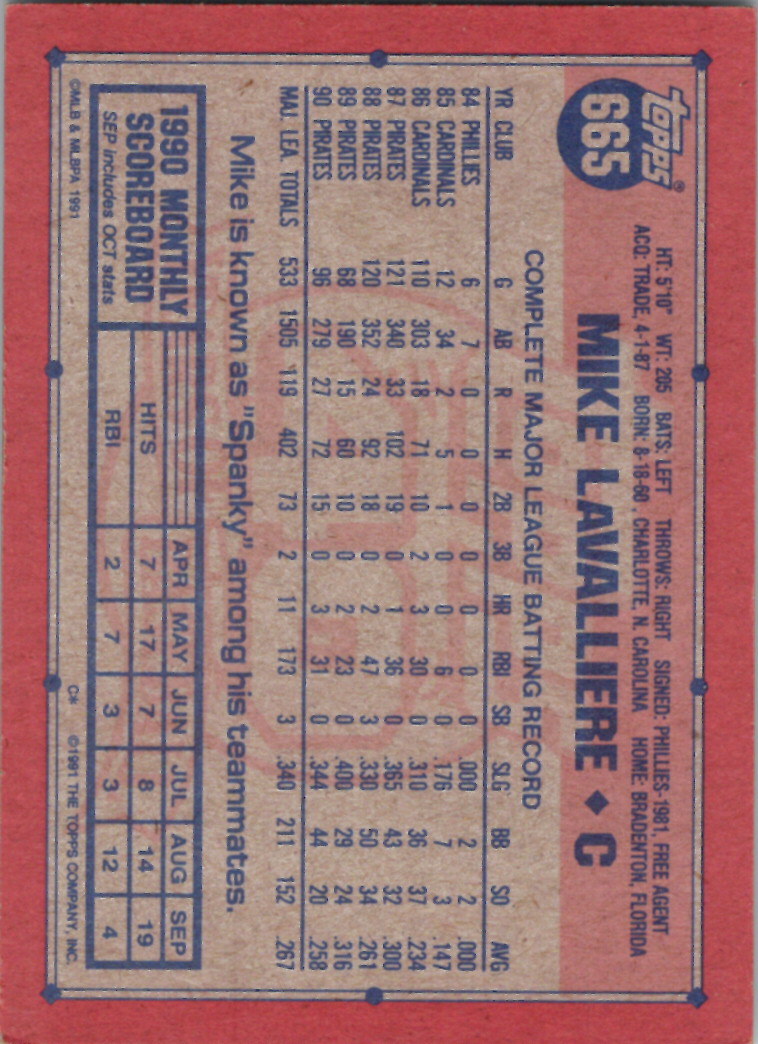 topps®
665
HT: 5'10" WT: 205 BATS: LEFT THROWS: RIGHT SIGNED: PHILLIES-1981, FREE AGENT
ACQ: TRADE, 4-1-87 BORN: 8-18-60, CHARLOTTE, N. CAROLINA HOME: BRADENTON, FLORIDA
MIKE LAVALLIERE ◆ C
COMPLETE MAJOR LEAGUE BATTING RECORD
YR CLUB G AB R H 2B 3B HR RBI SB SLG BB SO AVG
84 PHILLIES 6 7 0 0 0 0 0 0 0 .000 2 2 .000
85 CARDINALS 12 34 2 5 1 0 0 6 0 .176 7 3 .147
86 CARDINALS 110 303 18 71 10 2 3 30 0 .310 36 37 .234
87 PIRATES 121 340 33 102 19 0 1 36 0 .365 43 32 .300
88 PIRATES 120 352 24 92 18 0 2 47 3 .330 50 34 .261
89 PIRATES 68 190 15 60 10 0 2 23 0 .400 29 24 .316
90 PIRATES 96 279 27 72 15 0 3 31 0 .344 44 20 .258
MAJ. LEA. TOTALS 533 1505 119 402 73 2 11 173 3 .340 211 152 .267
Mike is known as "Spanky" among his teammates.
1990 MONTHLY
SCOREBOARD
SEP includes OCT stats
APR MAY JUN JUL AUG SEP
HITS 7 17 7 8 14 19
RBI 2 7 3 3 12 4
©MLB & MLBPA 1991 C* ©1991 THE TOPPS COMPANY, INC.